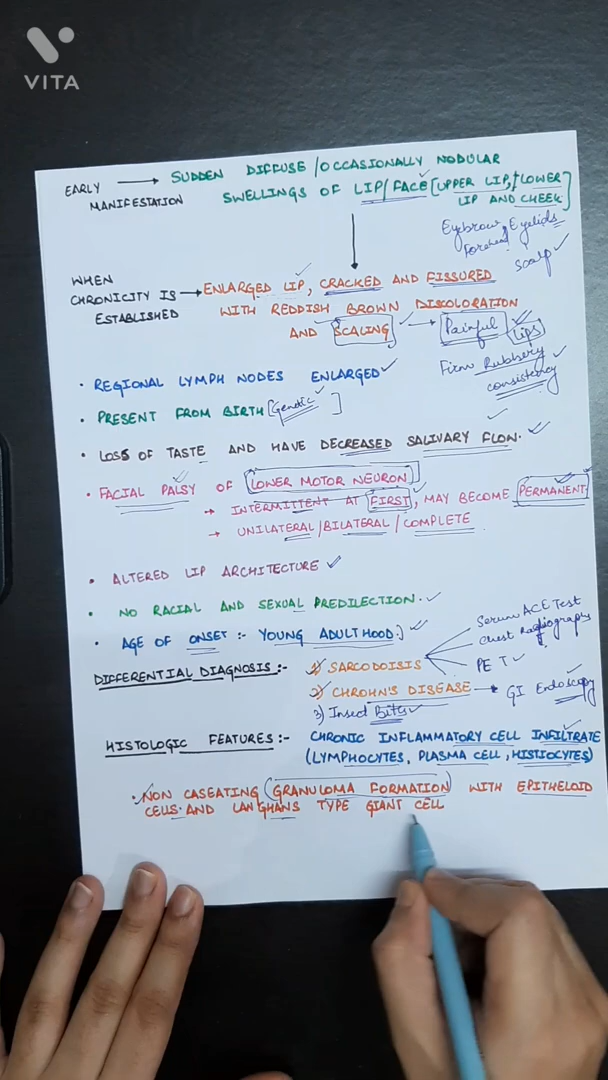 VITA
EARLY → SUDDEN DIFFUSE / OCCASIONALLY NODULAR
MANIFESTATION SWELLINGS OF LIP/FACE [UPPER LIP, LOWER
LIP AND CHEEK]
Eyebrow, Eyelids
Forehead
Scalp
WHEN
CHRONICITY IS → ENLARGED LIP, CRACKED AND FISSURED
ESTABLISHED WITH REDDISH BROWN DISCOLORATION
AND SCALING → Painful (Lips)
Firm Rubbery
consistency
· REGIONAL LYMPH NODES ENLARGED
· PRESENT FROM BIRTH [Genetic]
· LOSS OF TASTE AND HAVE DECREASED SALIVARY FLOW.
· FACIAL PALSY OF LOWER MOTOR NEURON
→ INTERMITTENT AT FIRST, MAY BECOME PERMANENT
→ UNILATERAL/BILATERAL/COMPLETE
· ALTERED LIP ARCHITECTURE
· NO RACIAL AND SEXUAL PREDILECTION.
· AGE OF ONSET :- YOUNG ADULTHOOD.
Serum ACE Test
Chest Radiographs
PET
DIFFERENTIAL DIAGNOSIS :- 1) SARCODOISIS
2) CHROHN'S DISEASE → GI Endoscopy
3) Insect Bites
HISTOLOGIC FEATURES :- CHRONIC INFLAMMATORY CELL INFILTRATE
(LYMPHOCYTES, PLASMA CELL, HISTIOCYTES)
· NON CASEATING (GRANULOMA FORMATION) WITH EPITHELOID
CELLS AND LANGHANS TYPE GIANT CELL